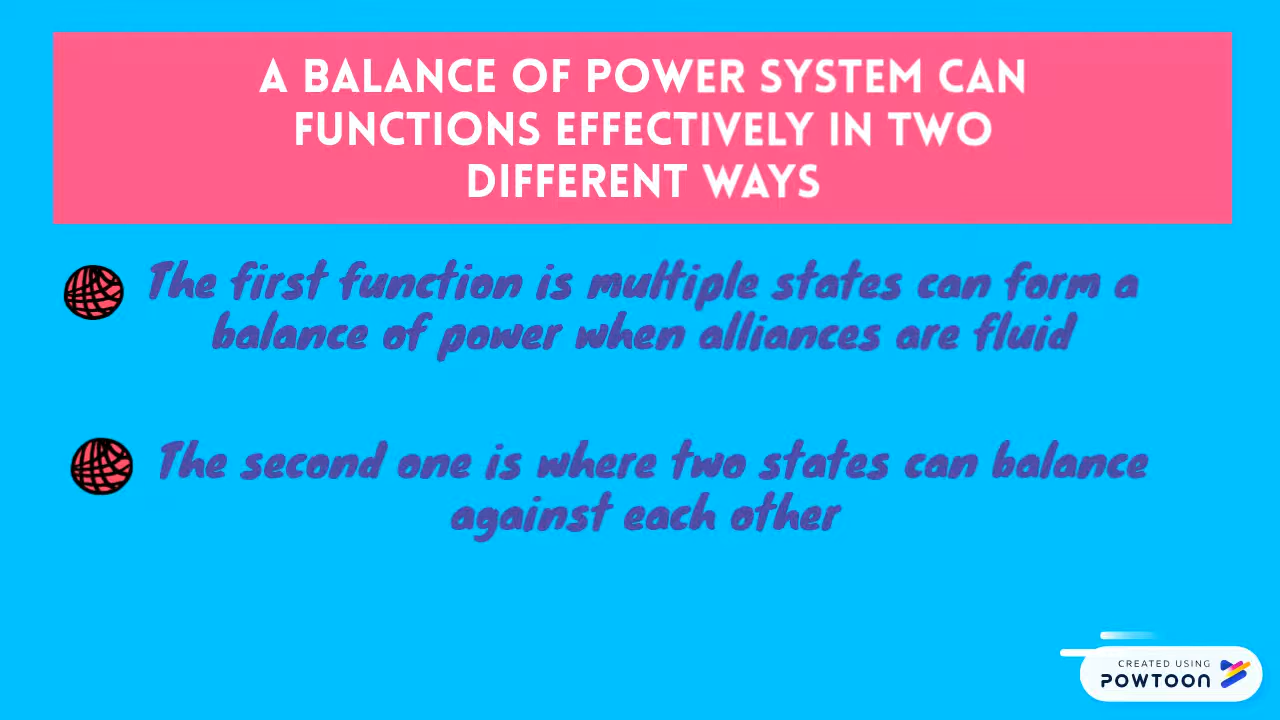 A BALANCE OF POWER SYSTEM CAN
FUNCTIONS EFFECTIVELY IN TWO
DIFFERENT WAYS
The first function is multiple states can form a
balance of power when alliances are fluid
The second one is where two states can balance
against each other
CREATED USING
POWTOON